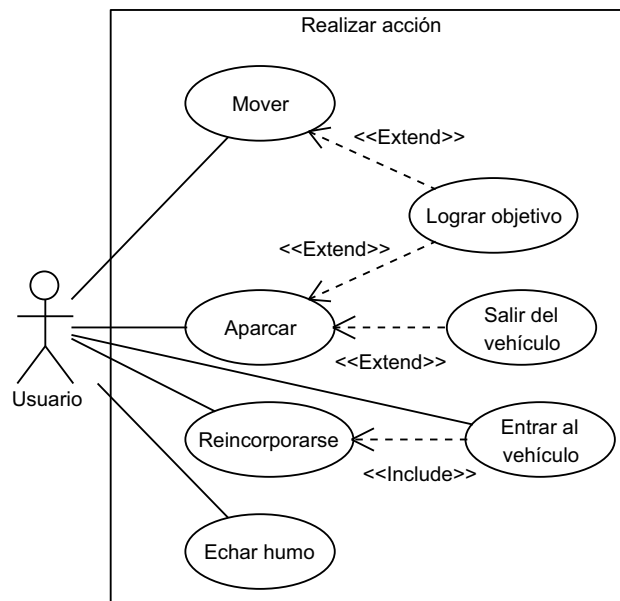 Realizar acción
Mover
<<Extend>>
Lograr objetivo
<<Extend>>
Aparcar
Salir del
vehículo
<<Extend>>
Usuario
Reincorporarse
Entrar al
vehículo
<<Include>>
Echar humo